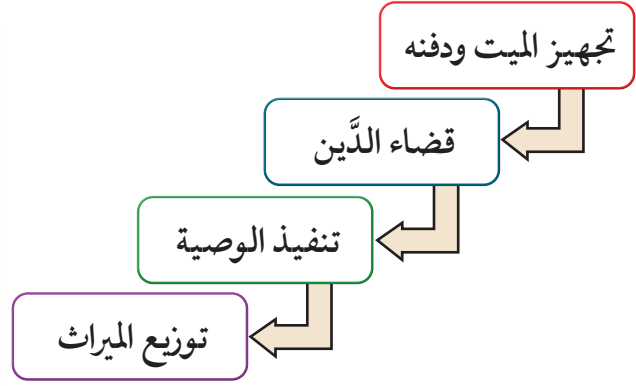 تجهيز الميت ودفنه
قضاء الدَّين
تنفيذ الوصية
توزيع الميراث